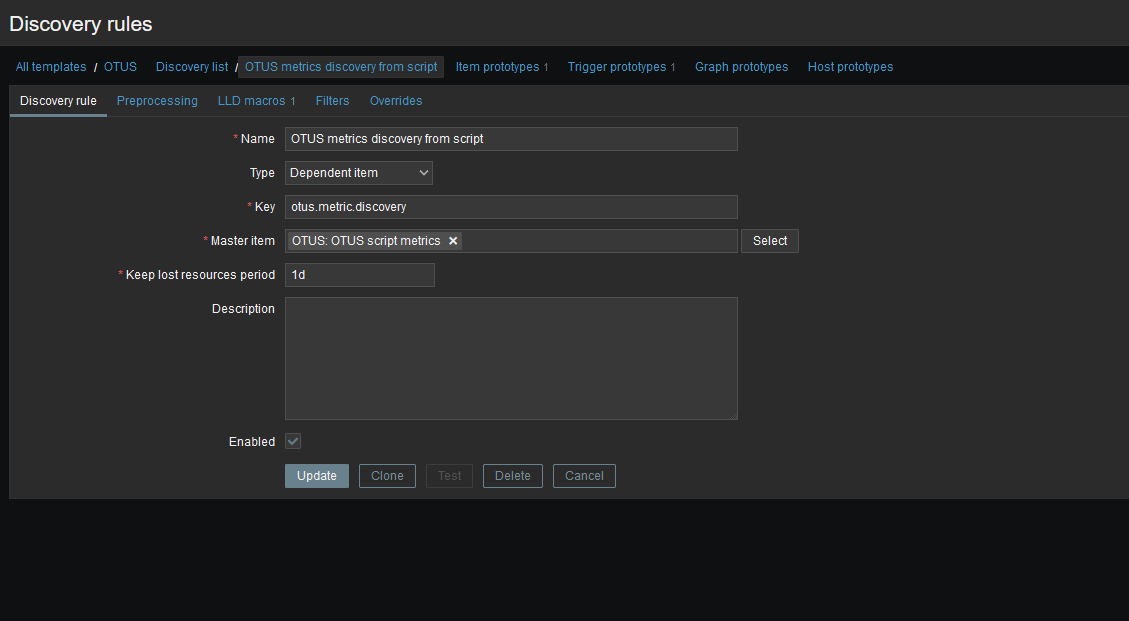 Discovery rules
All templates / OTUS Discovery list / OTUS metrics discovery from script Item prototypes 1 Trigger prototypes 1 Graph prototypes Host prototypes
Discovery rule Preprocessing LLD macros 1 Filters Overrides
* Name OTUS metrics discovery from script
Type Dependent item
* Key otus.metric.discovery
* Master item OTUS: OTUS script metrics × Select
* Keep lost resources period 1d
Description
Enabled
Update Clone Test Delete Cancel